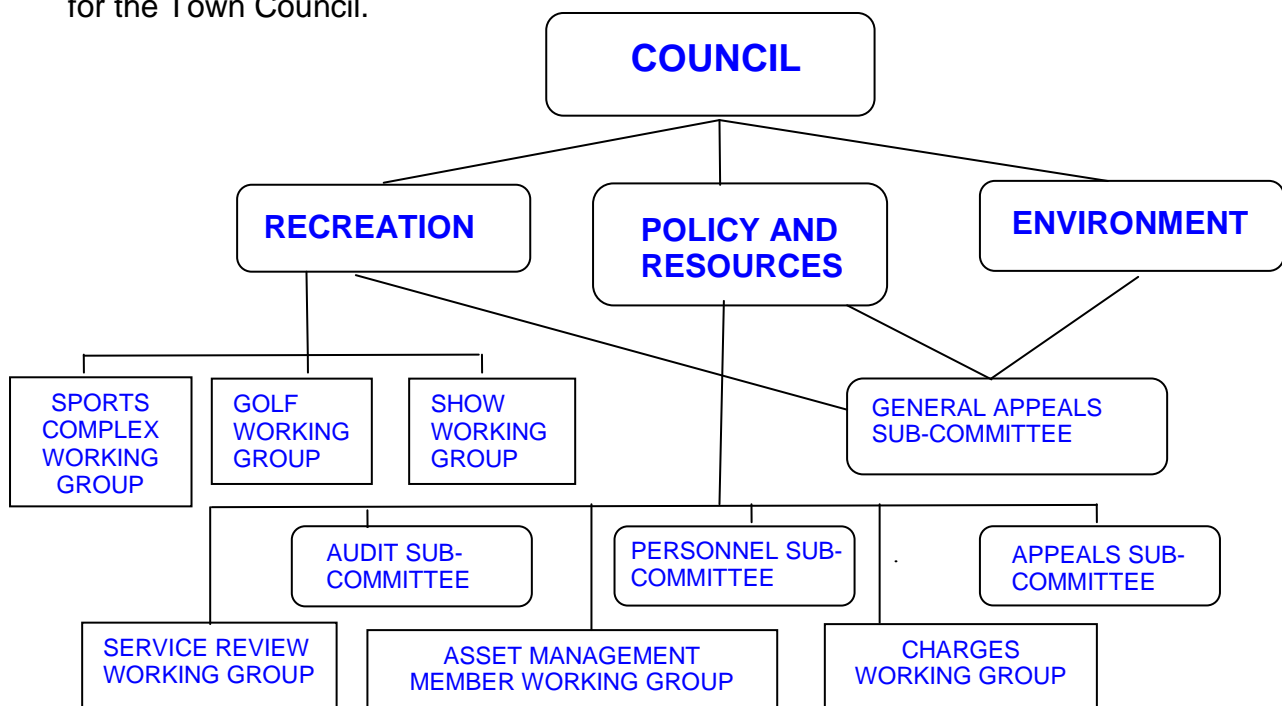 for the Town Council.
COUNCIL
RECREATION
POLICY AND
RESOURCES
ENVIRONMENT
SPORTS
COMPLEX
WORKING
GROUP
GOLF
WORKING
GROUP
SHOW
WORKING
GROUP
GENERAL APPEALS
SUB-COMMITTEE
AUDIT SUB-
COMMITTEE
PERSONNEL SUB-
COMMITTEE
APPEALS SUB-
COMMITTEE
SERVICE REVIEW
WORKING GROUP
ASSET MANAGEMENT
MEMBER WORKING GROUP
CHARGES
WORKING GROUP